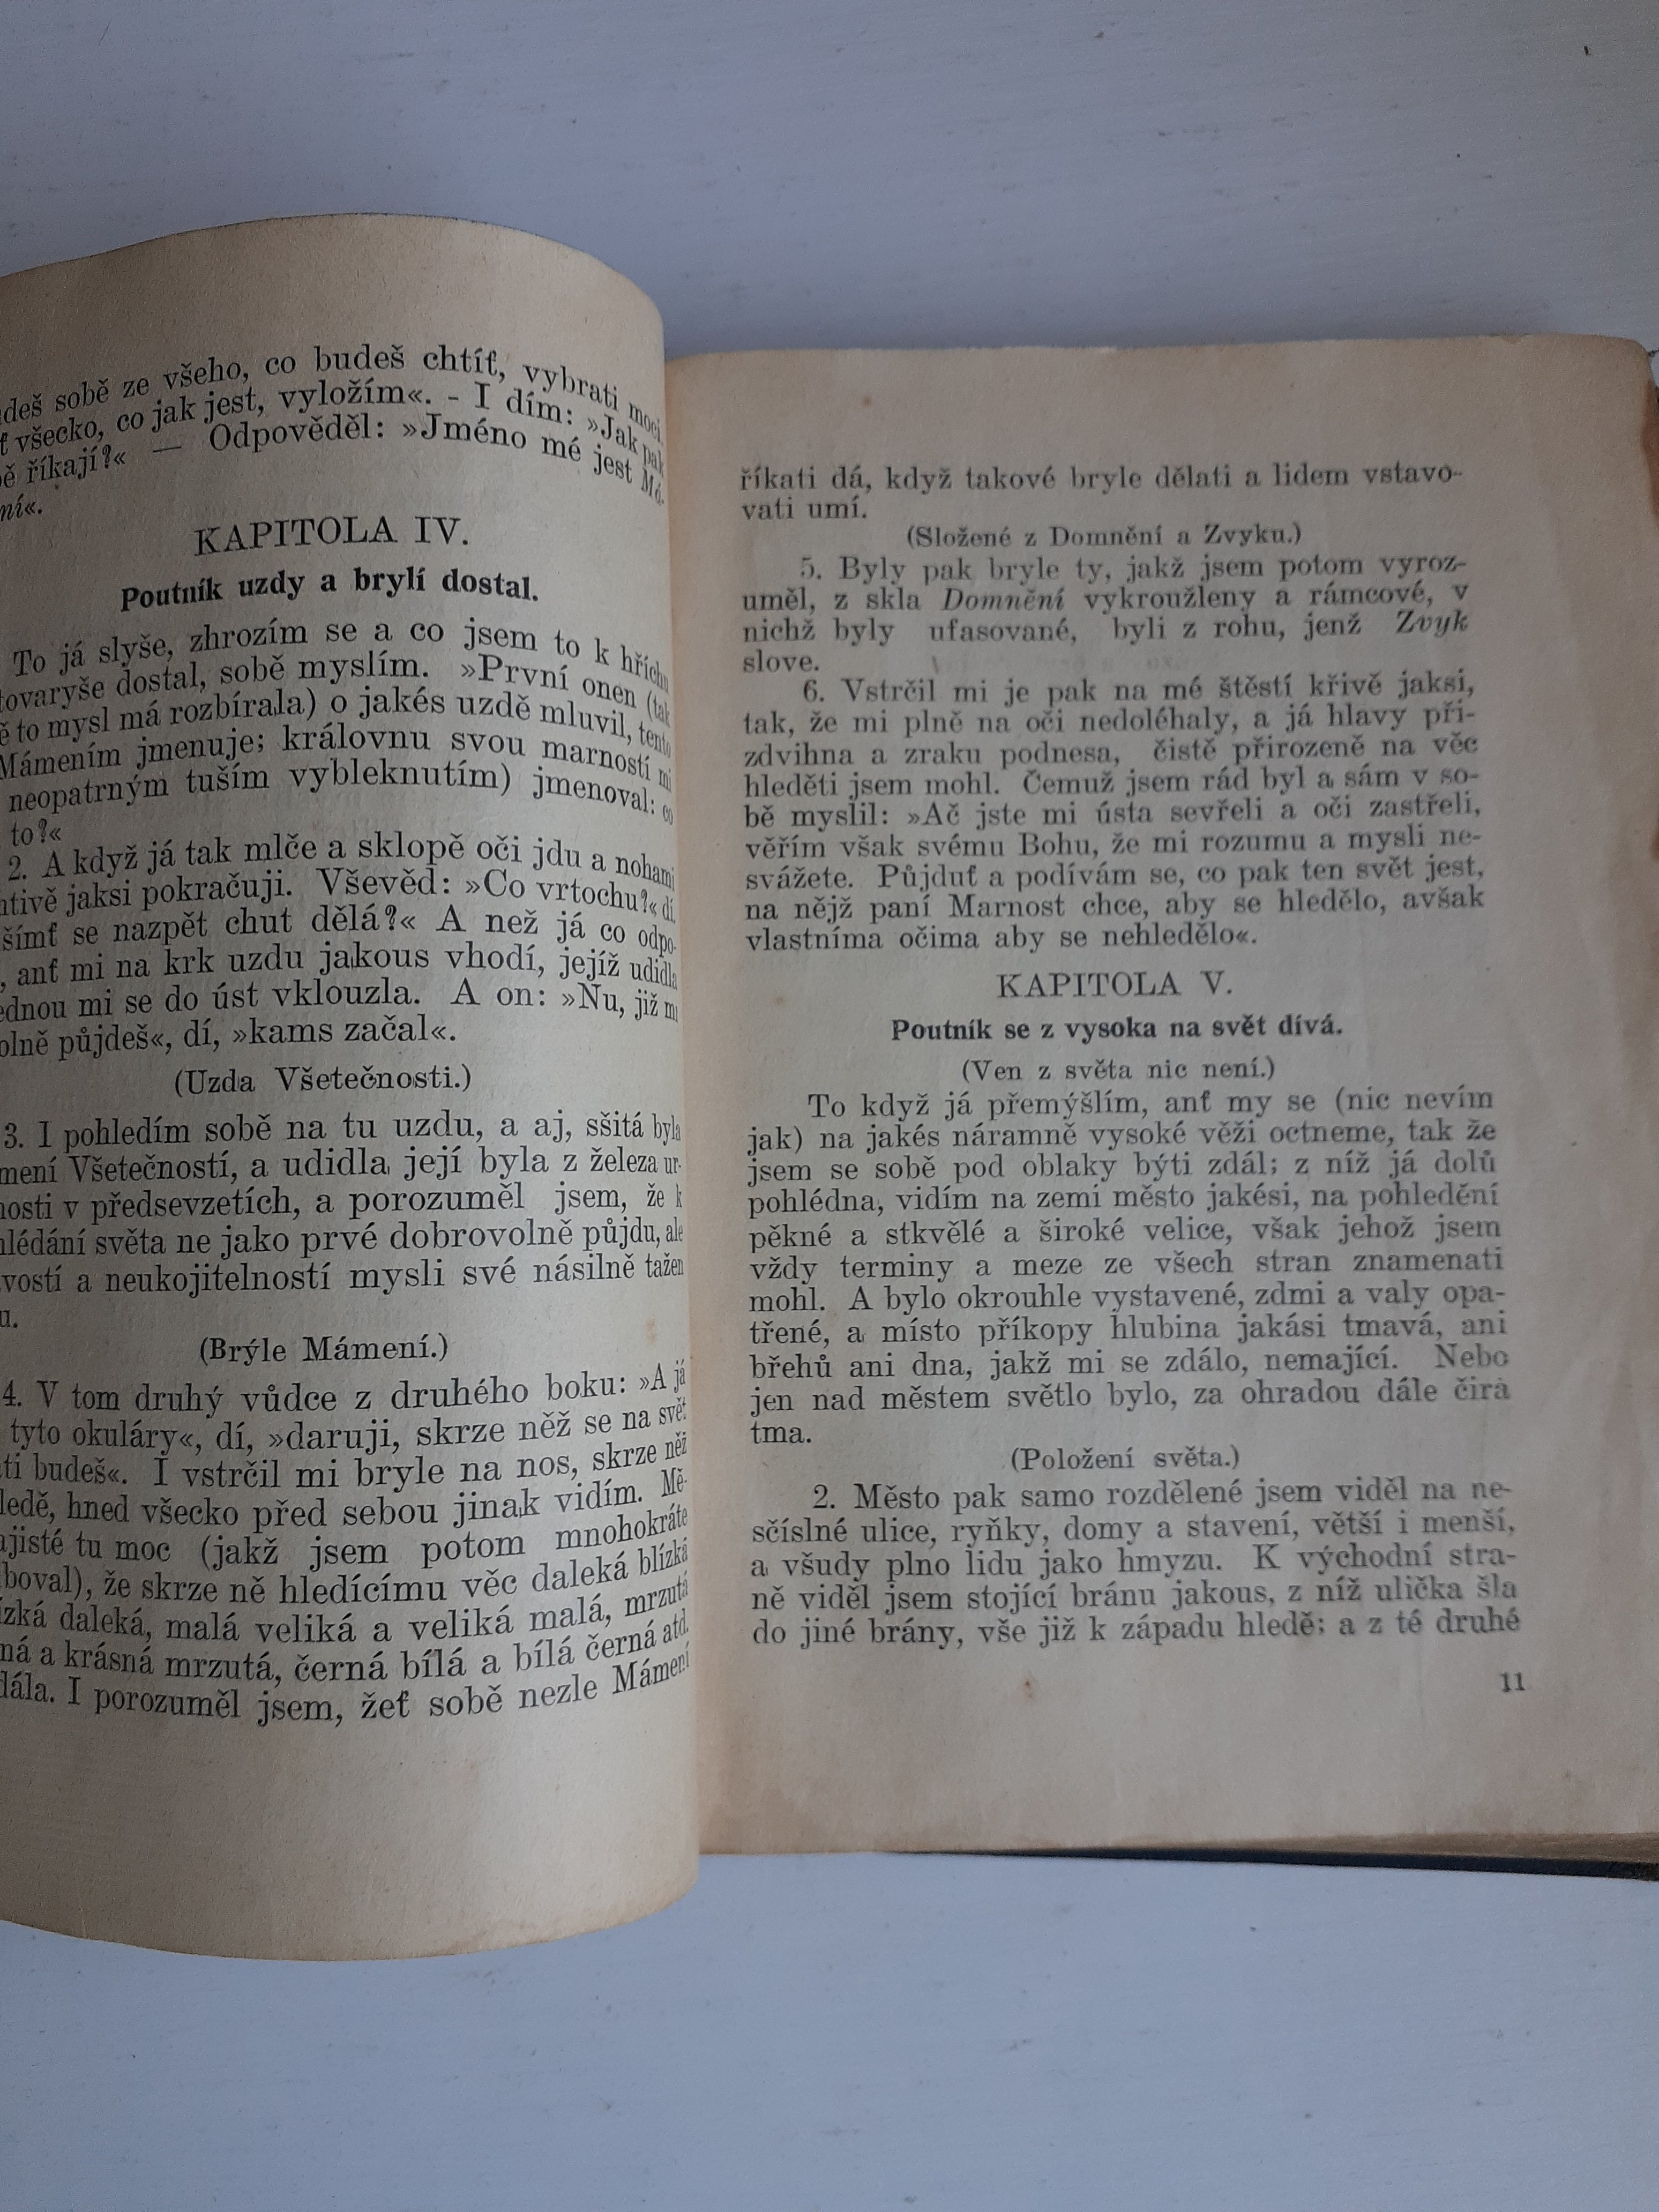 sobě ze všeho, co budeš chtíť, vybrati moci
všecko, co jak jest, vyložím«. - I dím: »Jak pak
říkají?« — Odpověděl: »Jméno mé jest Má-
KAPITOLA IV.
Poutník uzdy a brylí dostal.
To já slyše, zhrozím se a co jsem to k hříchu
tovaryše dostal, sobě myslím. »První onen (tak
to mysl má rozbírala) o jakés uzdě mluvil, tento
Mámením jmenuje; královnu svou marností mi
neopatrným tuším vybleknutím) jmenoval: co
to?«
2. A když já tak mlče a sklopě oči jdu a nohami
jaksi pokračuji. Vševěd: »Co vrtochu?« dí,
se nazpět chut dělá?« A než já co odpo-
anť mi na krk uzdu jakous vhodí, jejíž udidla
mi se do úst vklouzla. A on: »Nu, již mi
půjdeš«, dí, »kams začal«.
(Uzda Všetečnosti.)
3. I pohledím sobě na tu uzdu, a aj, sšitá byla
Všetečností, a udidla její byla z železa ur-
v předsevzetích, a porozuměl jsem, že k
světa ne jako prvé dobrovolně půjdu, ale
a neukojitelností mysli své násilně tažen
(Brýle Mámení.)
4. V tom druhý vůdce z druhého boku: »A já
tyto okuláry«, dí, »daruji, skrze něž se na svět
budeš«. I vstrčil mi bryle na nos, skrze něž
hned všecko před sebou jinak vidím. Mě-
tu moc (jakž jsem potom mnohokráte
že skrze ně hledícímu věc daleká blízká
daleká, malá veliká a veliká malá, mrzutá
a krásná mrzutá, černá bílá a bílá černá atd.
I porozuměl jsem, žeť sobě nezle Mámení
říkati dá, když takové bryle dělati a lidem vstavo-
vati umí.
(Složené z Domnění a Zvyku.)
5. Byly pak bryle ty, jakž jsem potom vyroz-
uměl, z skla Domnění vykroužleny a rámcové, v
nichž byly ufasované, byli z rohu, jenž Zvyk
slove.
6. Vstrčil mi je pak na mé štěstí křivě jaksi,
tak, že mi plně na oči nedoléhaly, a já hlavy při-
zdvihna a zraku podnesa, čistě přirozeně na věc
hleděti jsem mohl. Čemuž jsem rád byl a sám v so-
bě myslil: »Ač jste mi ústa sevřeli a oči zastřeli,
věřím však svému Bohu, že mi rozumu a mysli ne-
svážete. Půjduť a podívám se, co pak ten svět jest,
na nějž paní Marnost chce, aby se hledělo, avšak
vlastníma očima aby se nehledělo«.
KAPITOLA V.
Poutník se z vysoka na svět dívá.
(Ven z světa nic není.)
To když já přemýšlím, anť my se (nic nevím
jak) na jakés náramně vysoké věži octneme, tak že
jsem se sobě pod oblaky býti zdál; z níž já dolů
pohlédna, vidím na zemi město jakési, na pohledění
pěkné a stkvělé a široké velice, však jehož jsem
vždy terminy a meze ze všech stran znamenati
mohl. A bylo okrouhle vystavené, zdmi a valy opa-
třené, a místo příkopy hlubina jakási tmavá, ani
břehů ani dna, jakž mi se zdálo, nemající. Nebo
jen nad městem světlo bylo, za ohradou dále čirá
tma.
(Položení světa.)
2. Město pak samo rozdělené jsem viděl na ne-
sčíslné ulice, ryňky, domy a stavení, větší i menší,
a všudy plno lidu jako hmyzu. K východní stra-
ně viděl jsem stojící bránu jakous, z níž ulička šla
do jiné brány, vše již k západu hledě; a z té druhé
11